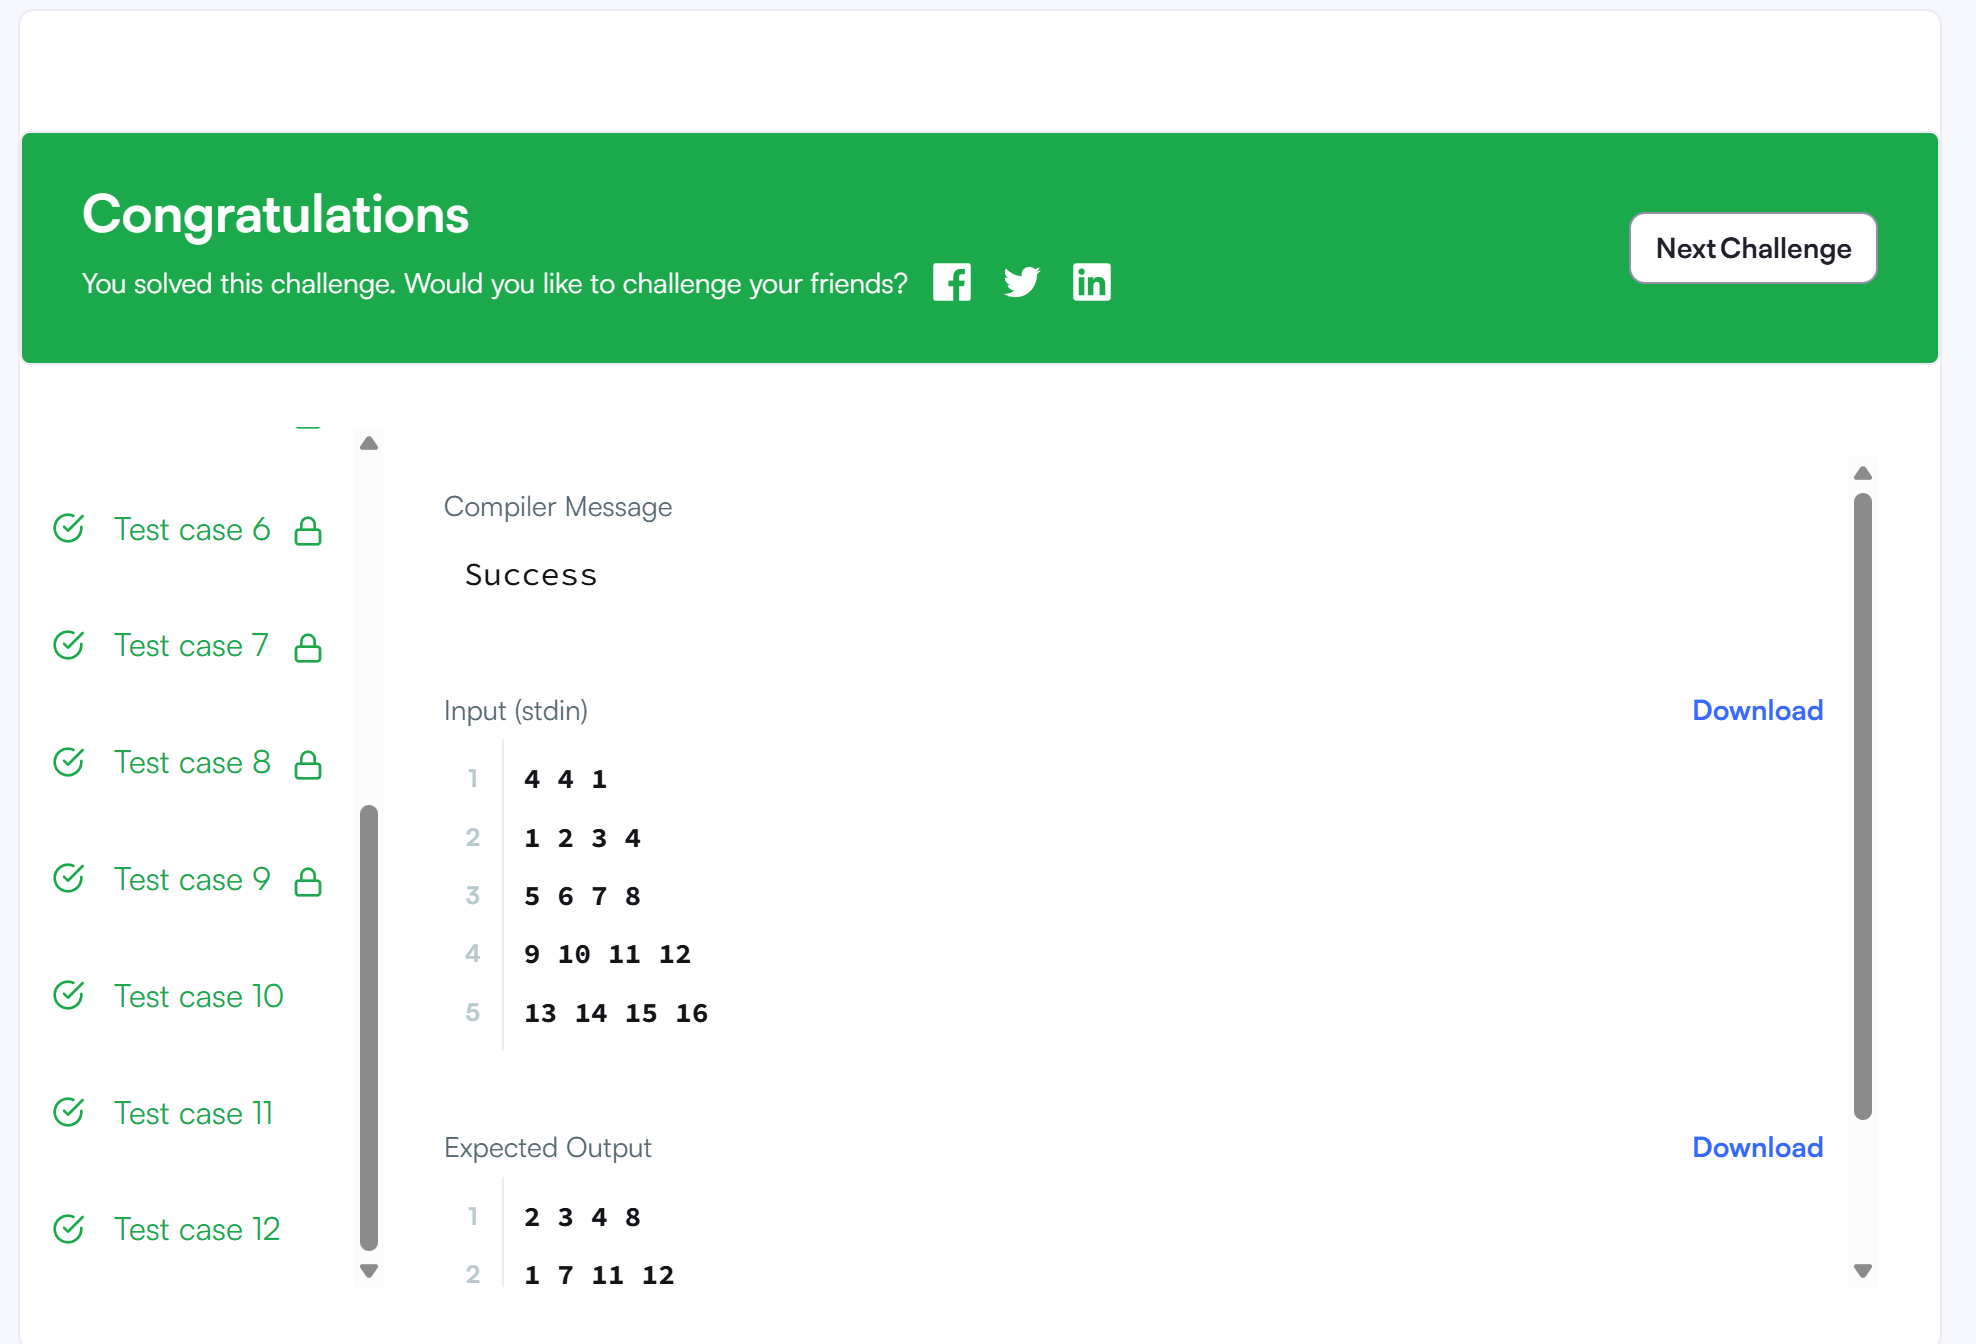 Congratulations
You solved this challenge. Would you like to challenge your friends?
Next Challenge
Test case 6
Test case 7
Test case 8
Test case 9
Test case 10
Test case 11
Test case 12
Compiler Message
Success
Input (stdin)
Download
1 4 4 1
2 1 2 3 4
3 5 6 7 8
4 9 10 11 12
5 13 14 15 16
Expected Output
Download
1 2 3 4 8
2 1 7 11 12